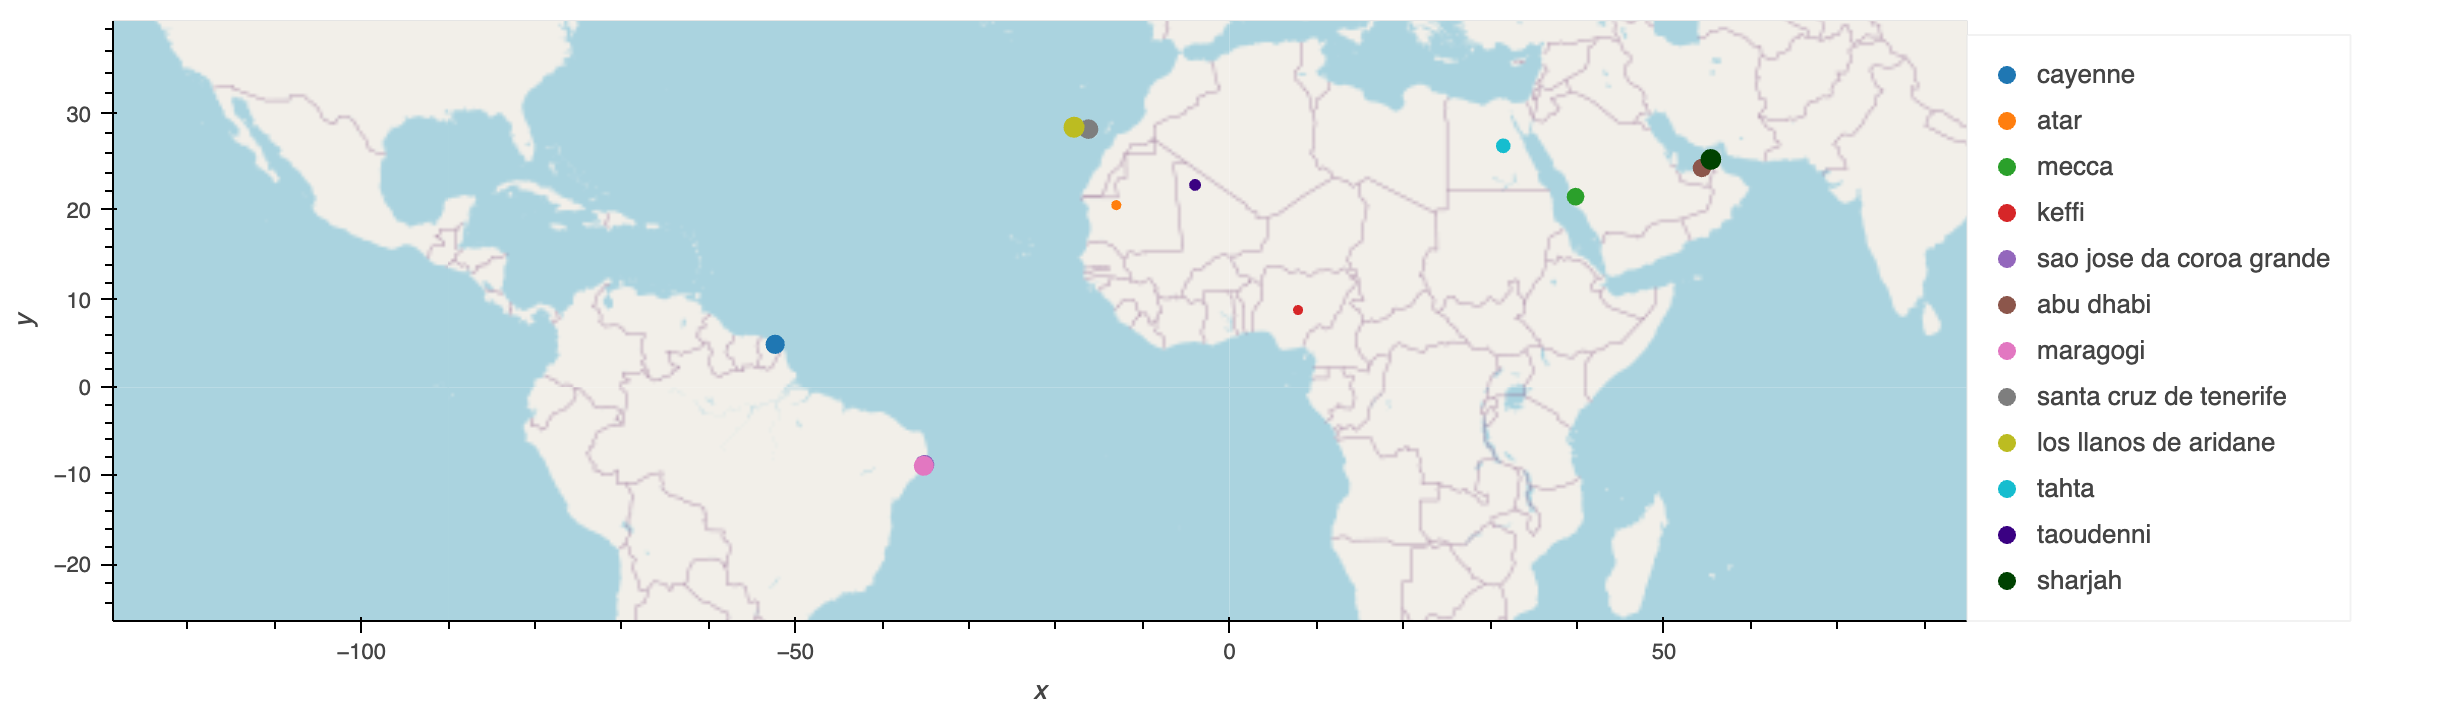 30
20
10
0
−10
−20
y
−100
−50
0
50
x
cayenne
atar
mecca
keffi
sao jose da coroa grande
abu dhabi
maragogi
santa cruz de tenerife
los llanos de aridane
tahta
taoudenni
sharjah